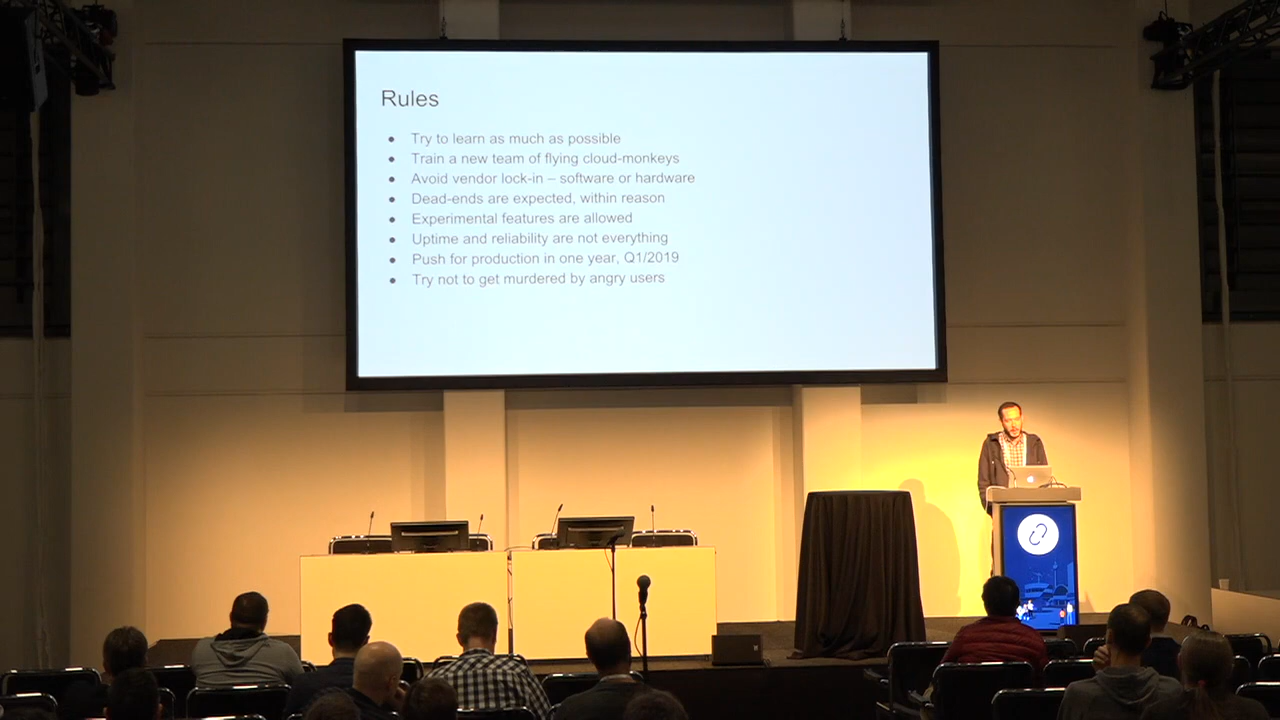 Rules
● Try to learn as much as possible
● Train a new team of flying cloud-monkeys
● Avoid vendor lock-in – software or hardware
● Dead-ends are expected, within reason
● Experimental features are allowed
● Uptime and reliability are not everything
● Push for production in one year, Q1/2019
● Try not to get murdered by angry users